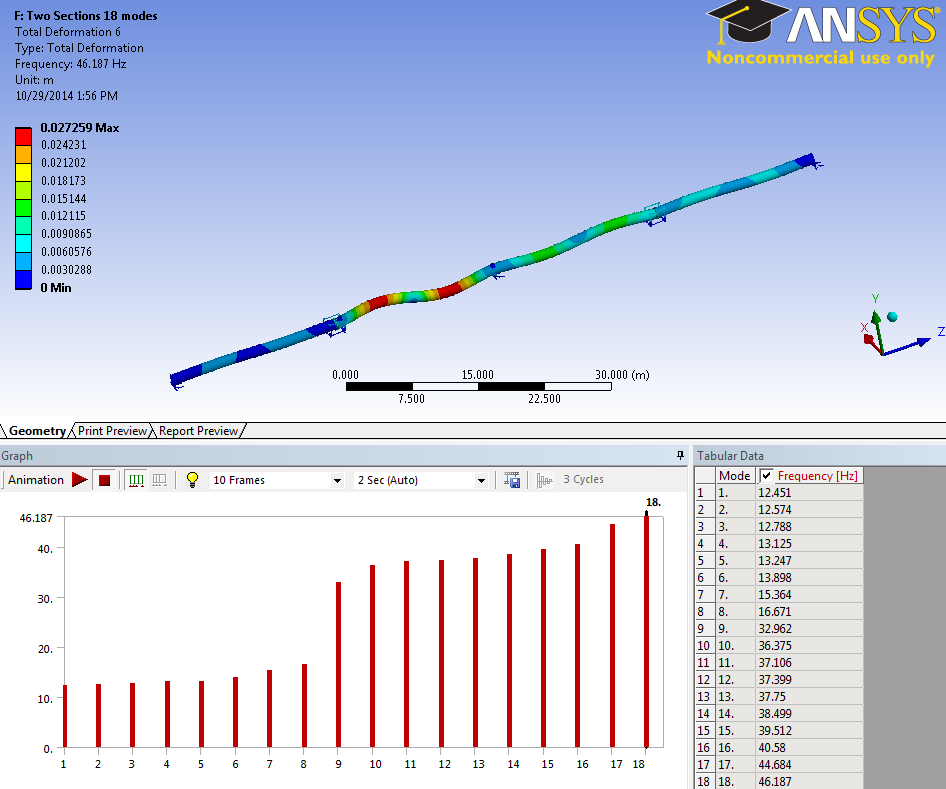 F: Two Sections 18 modes
Total Deformation 6
Type: Total Deformation
Frequency: 46.187 Hz
Unit: m
10/29/2014 1:56 PM
ANSYS
Noncommercial use only
0.027259 Max
0.024231
0.021202
0.018173
0.015144
0.012115
0.0090865
0.0060576
0.0030288
0 Min
Y
X
Z
0.000 15.000 30.000 (m)
7.500 22.500
Geometry Print Preview Report Preview
Graph
Animation 10 Frames 2 Sec (Auto) 3 Cycles
18.
46.187
40.
30.
20.
10.
0.
1 2 3 4 5 6 7 8 9 10 11 12 13 14 15 16 17 18
Tabular Data
Mode Frequency [Hz]
1 1. 12.451
2 2. 12.574
3 3. 12.788
4 4. 13.125
5 5. 13.247
6 6. 13.898
7 7. 15.364
8 8. 16.671
9 9. 32.962
10 10. 36.375
11 11. 37.106
12 12. 37.399
13 13. 37.75
14 14. 38.499
15 15. 39.512
16 16. 40.58
17 17. 44.684
18 18. 46.187